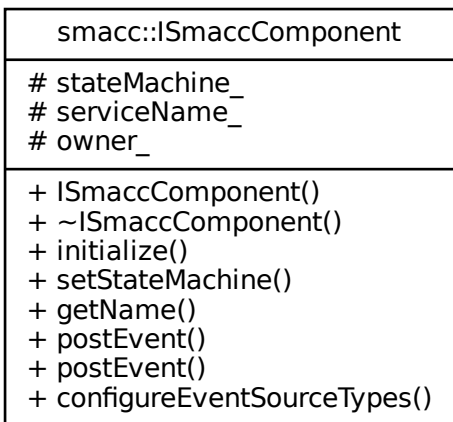 smacc::ISmaccComponent
# stateMachine_
# serviceName_
# owner_
+ ISmaccComponent()
+ ~ISmaccComponent()
+ initialize()
+ setStateMachine()
+ getName()
+ postEvent()
+ postEvent()
+ configureEventSourceTypes()